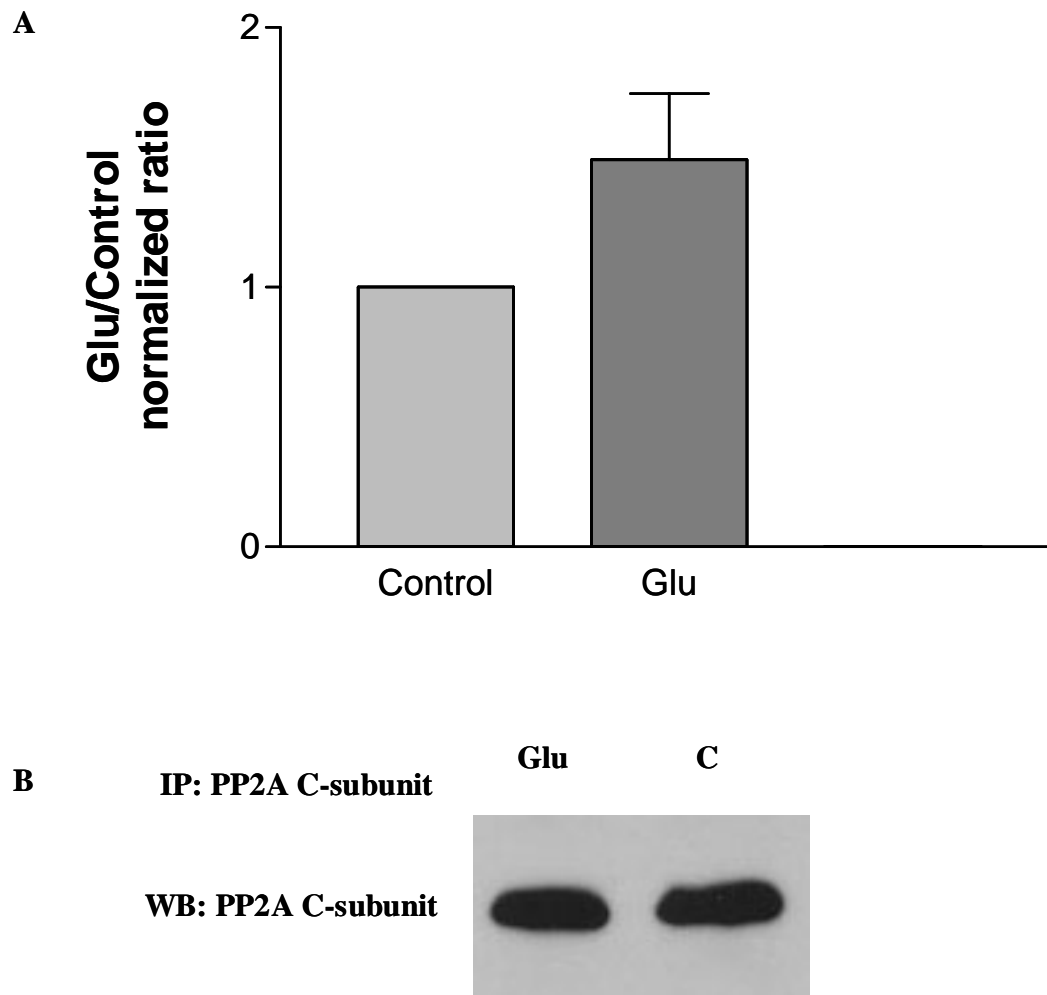 A
2
Glu/Control
normalized ratio
1
0
Control Glu
B
Glu C
IP: PP2A C-subunit
WB: PP2A C-subunit